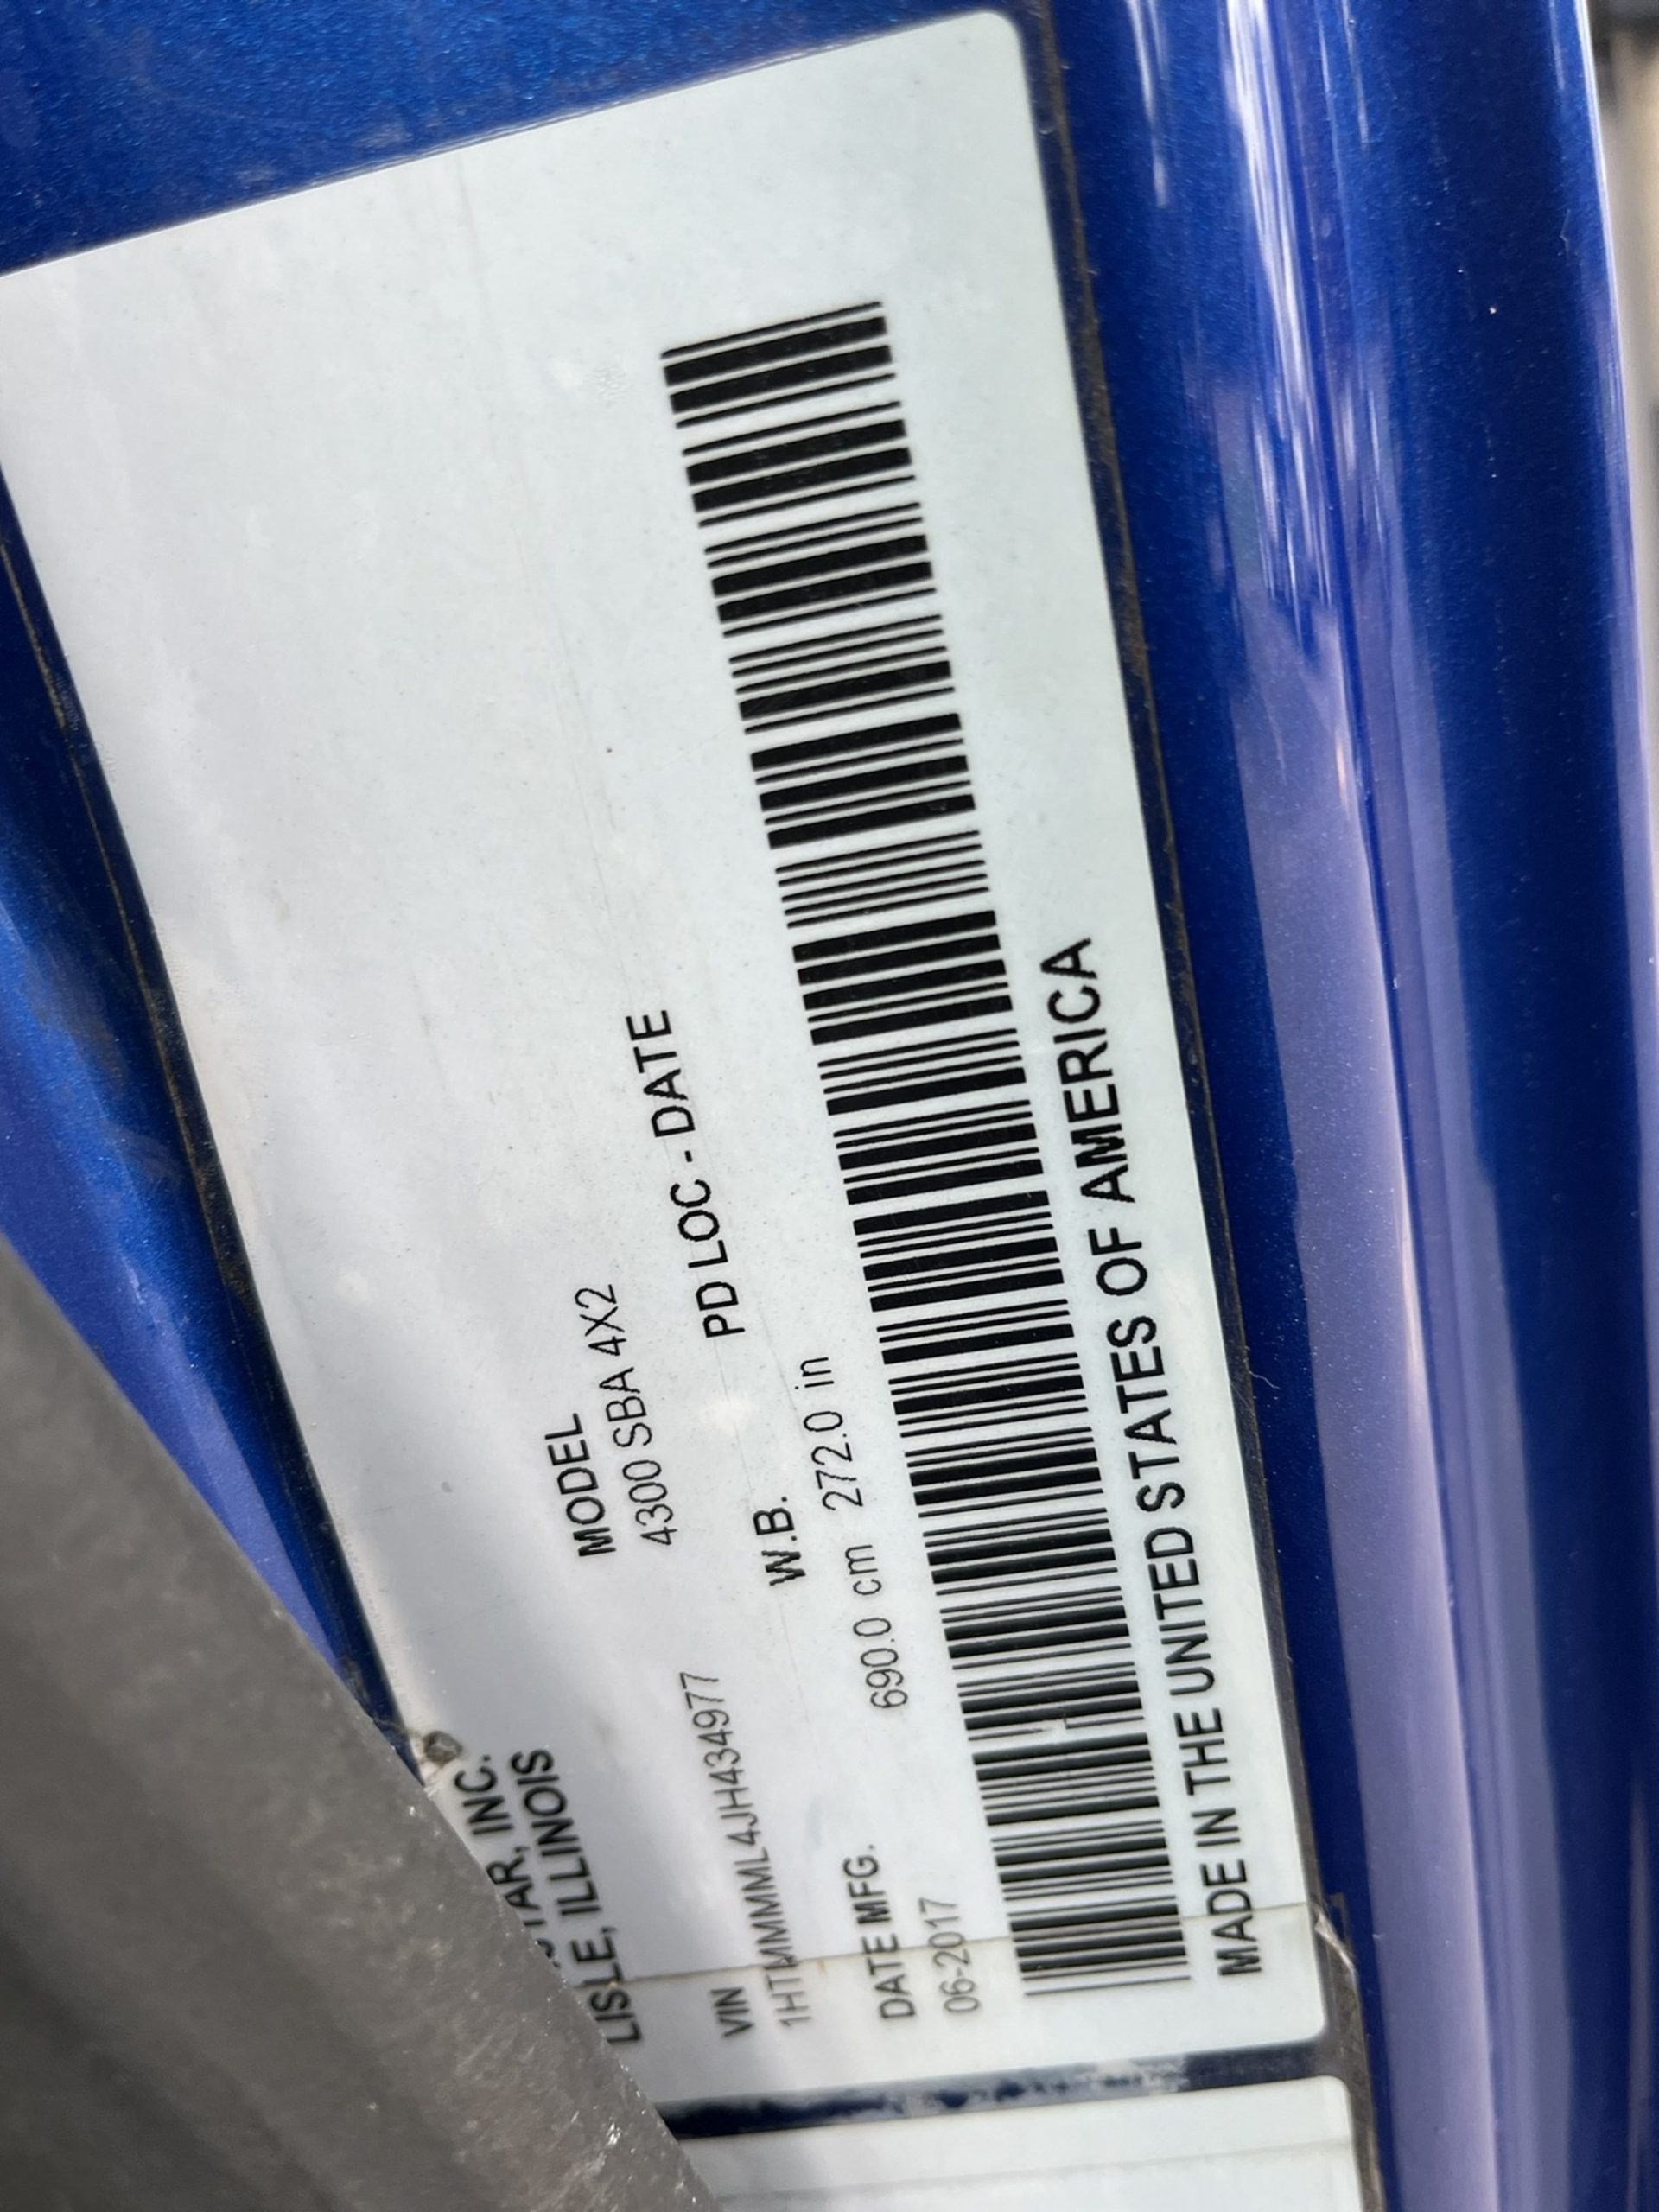 TAR, INC.
LISLE, ILLINOIS
MODEL
VIN
4300 SBA 4X2
1HTMMMML4JH434977
PD LOC - DATE
W.B.
DATE MFG.
690.0 cm 272.0 in
06-2017
MADE IN THE UNITED STATES OF AMERICA